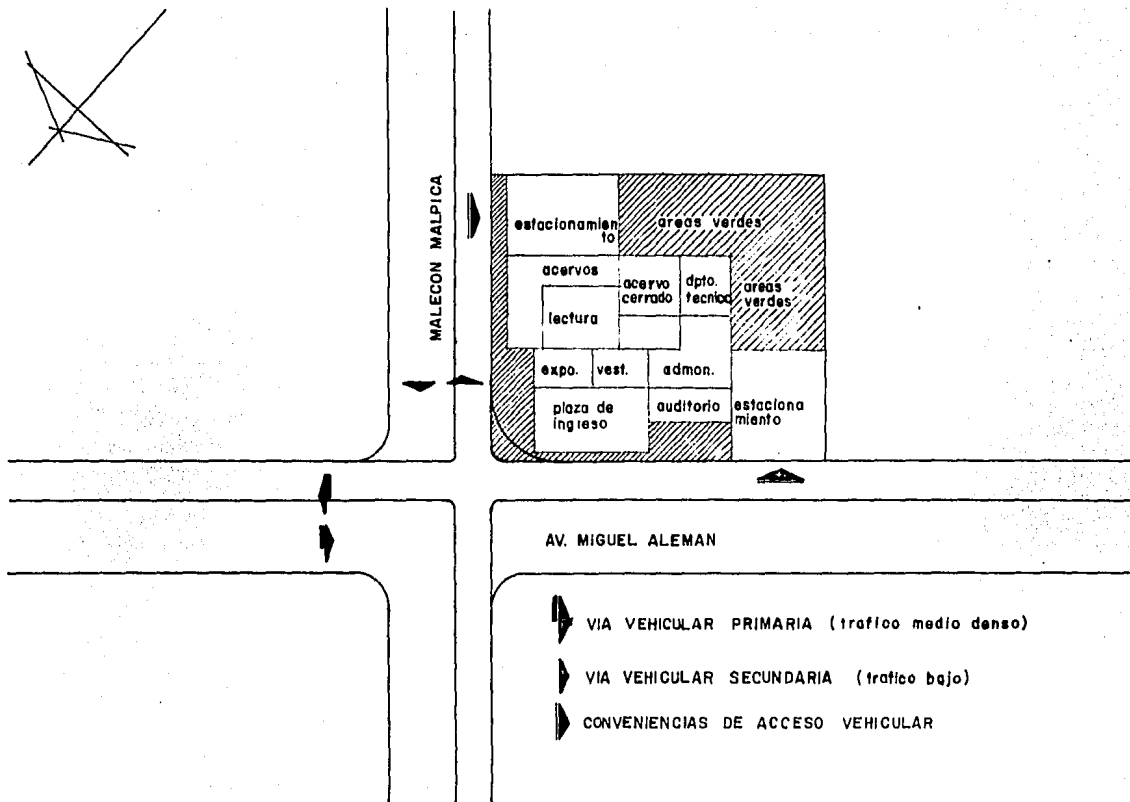 MALECON MALPICA
estacionamien
to
areas verdes
acervos
acervo
cerrado
dpto.
tecnico
areas
verdes
lectura
expo.
vest.
admon.
plaza de
ingreso
auditorio
estaciona
miento
AV. MIGUEL ALEMAN
VIA VEHICULAR PRIMARIA (trafico medio denso)
VIA VEHICULAR SECUNDARIA (trafico bajo)
CONVENIENCIAS DE ACCESO VEHICULAR